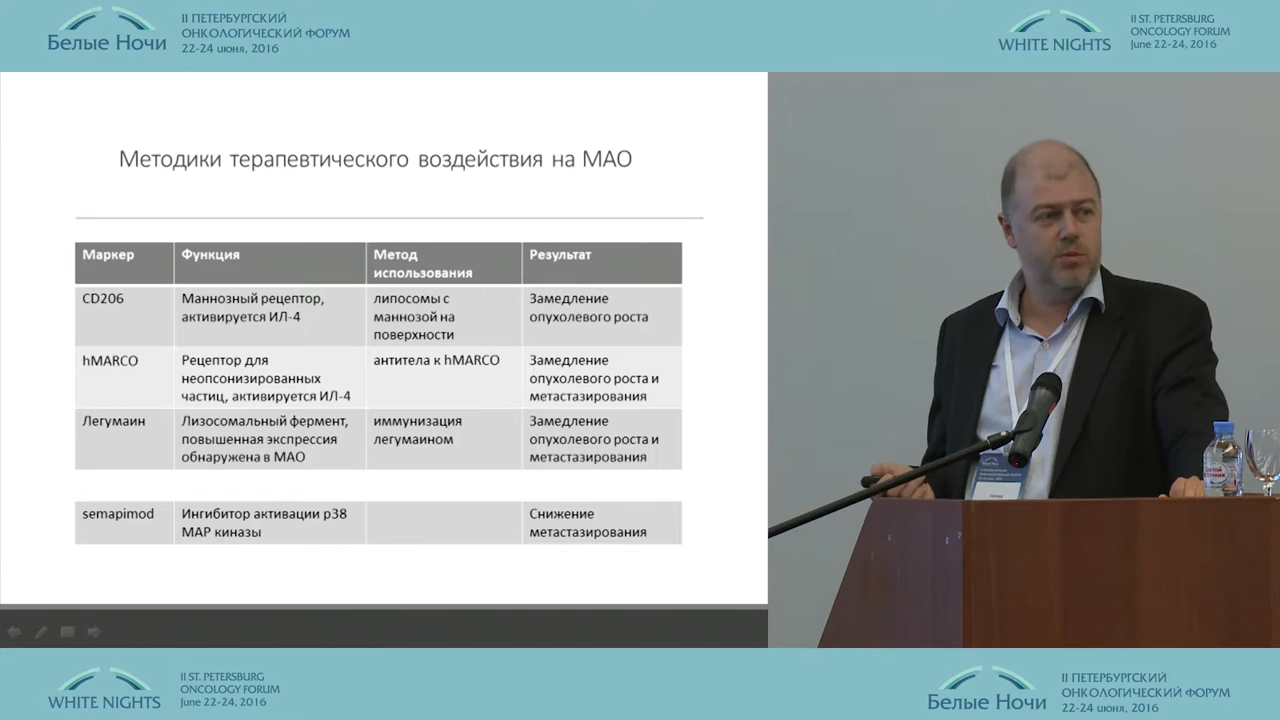 Белые Ночи
II ПЕТЕРБУРГСКИЙ
ОНКОЛОГИЧЕСКИЙ ФОРУМ
22-24 июня, 2016
WHITE NIGHTS
II ST. PETERSBURG
ONCOLOGY FORUM
June 22-24, 2016
Методики терапевтического воздействия на МАО
Маркер
Функция
Метод
использования
Результат
CD206
Маннозный рецептор,
активируется ИЛ-4
липосомы с
маннозой на
поверхности
Замедление
опухолевого роста
hMARCO
Рецептор для
неопсонизированных
частиц, активируется ИЛ-4
антитела к hMARCO
Замедление
опухолевого роста и
метастазирования
Легумаин
Лизосомальный фермент,
повышенная экспрессия
обнаружена в МАО
иммунизация
легумаином
Замедление
опухолевого роста и
метастазирования
semapimod
Ингибитор активации p38
MAP киназы
Снижение
метастазирования
WHITE NIGHTS
II ST. PETERSBURG
ONCOLOGY FORUM
June 22-24, 2016
Белые Ночи
II ПЕТЕРБУРГСКИЙ
ОНКОЛОГИЧЕСКИЙ ФОРУМ
22-24 июня, 2016